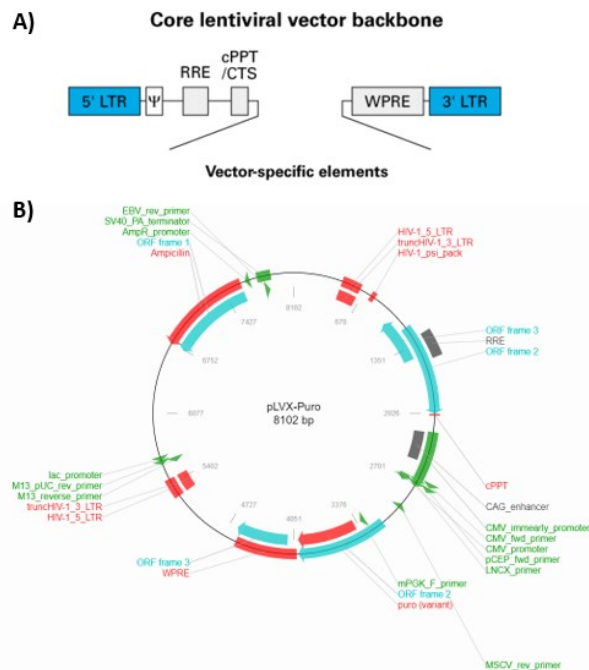 A)
Core lentiviral vector backbone
cPPT
RRE /CTS
5' LTR Ψ WPRE 3' LTR
Vector-specific elements
B)
EBV_rev_primer
SV40_PA_terminator
AmpR_promoter
ORF frame 1
Ampicillin
HIV-1_5_LTR
truncHIV-1_3_LTR
HIV-1_psi_pack
8102
676
7427
1351
6752
ORF frame 3
RRE
ORF frame 2
pLVX-Puro
8102 bp
6077
2026
cPPT
5402
2701
lac_promoter
M13_pUC_rev_primer
M13_reverse_primer
truncHIV-1_3_LTR
HIV-1_5_LTR
CAG_enhancer
CMV_immearly_promoter
CMV_fwd_primer
CMV_promoter
pCEP_fwd_primer
LNCX_primer
4727
4051
3376
ORF frame 3
WPRE
mPGK_F_primer
ORF frame 2
puro (variant)
MSCV_rev_primer